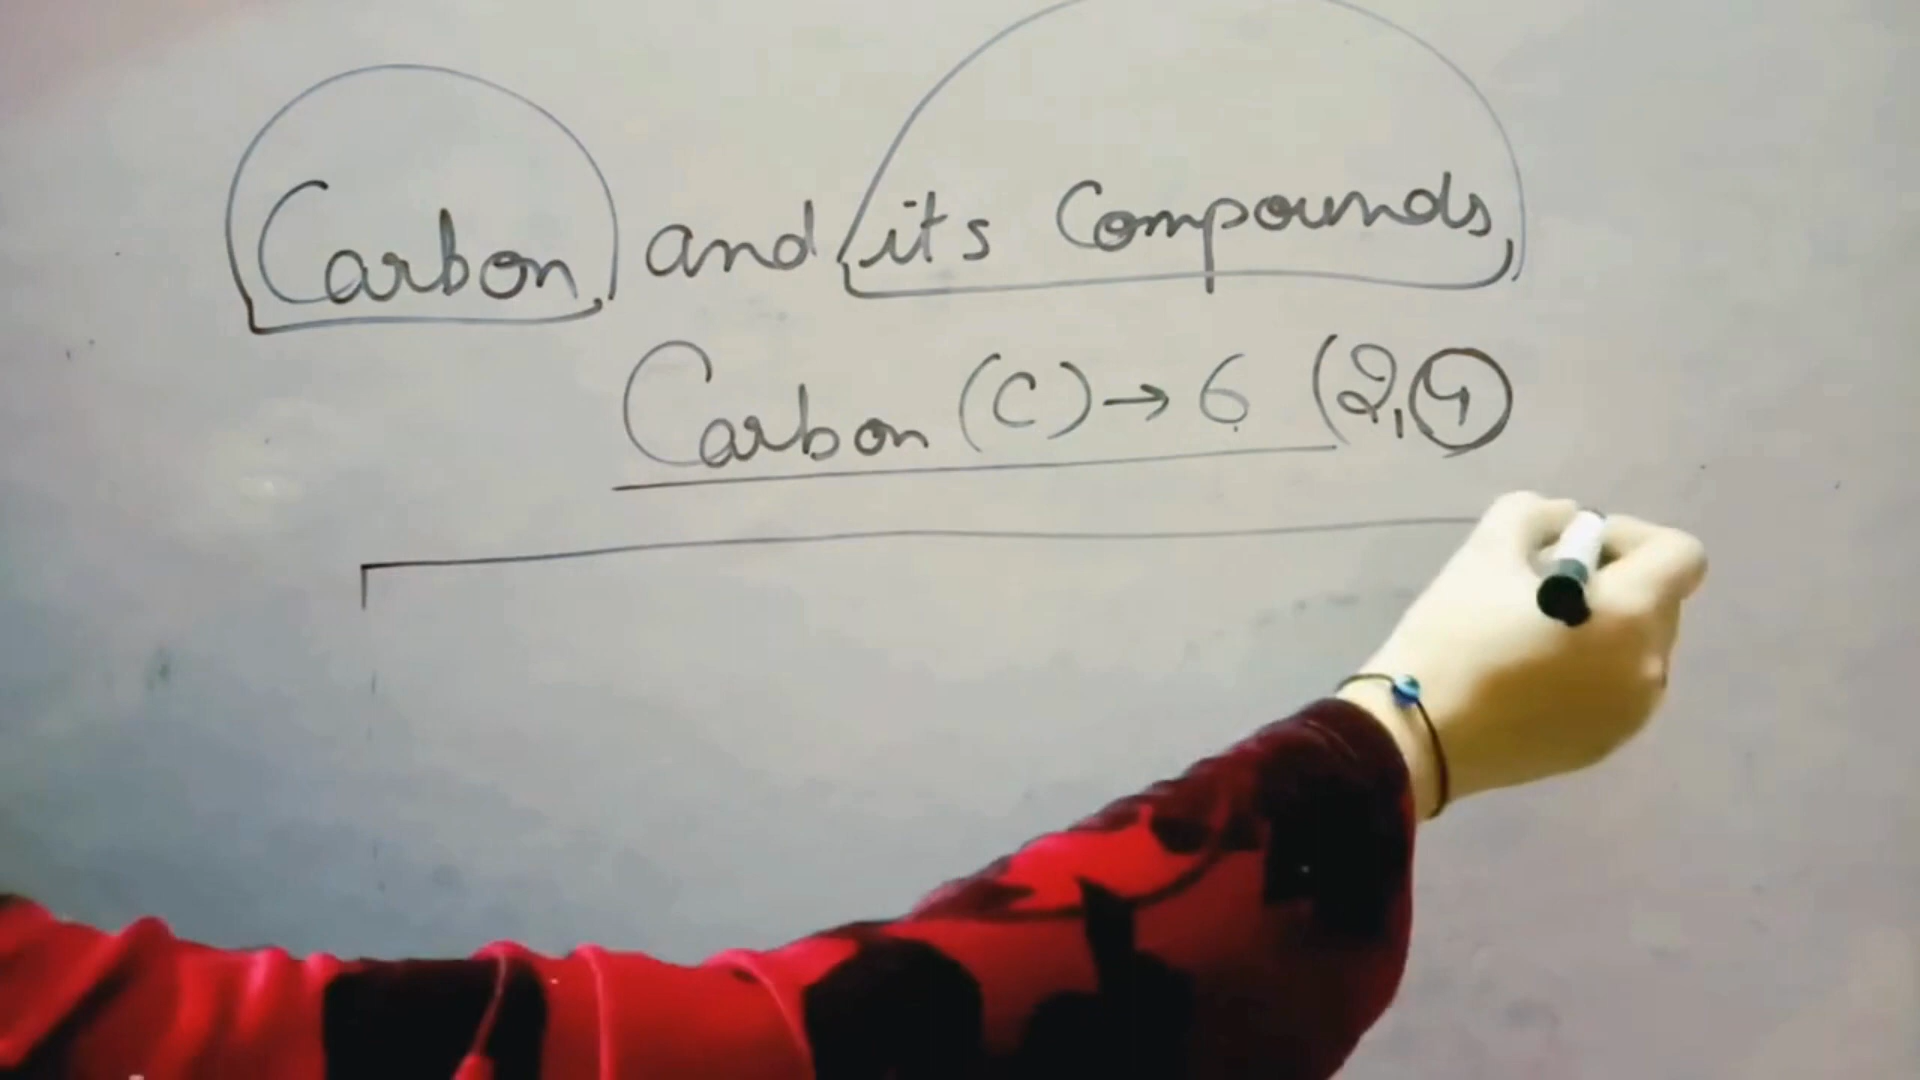 Carbon and its Compounds
Carbon (C) → 6 (2,4